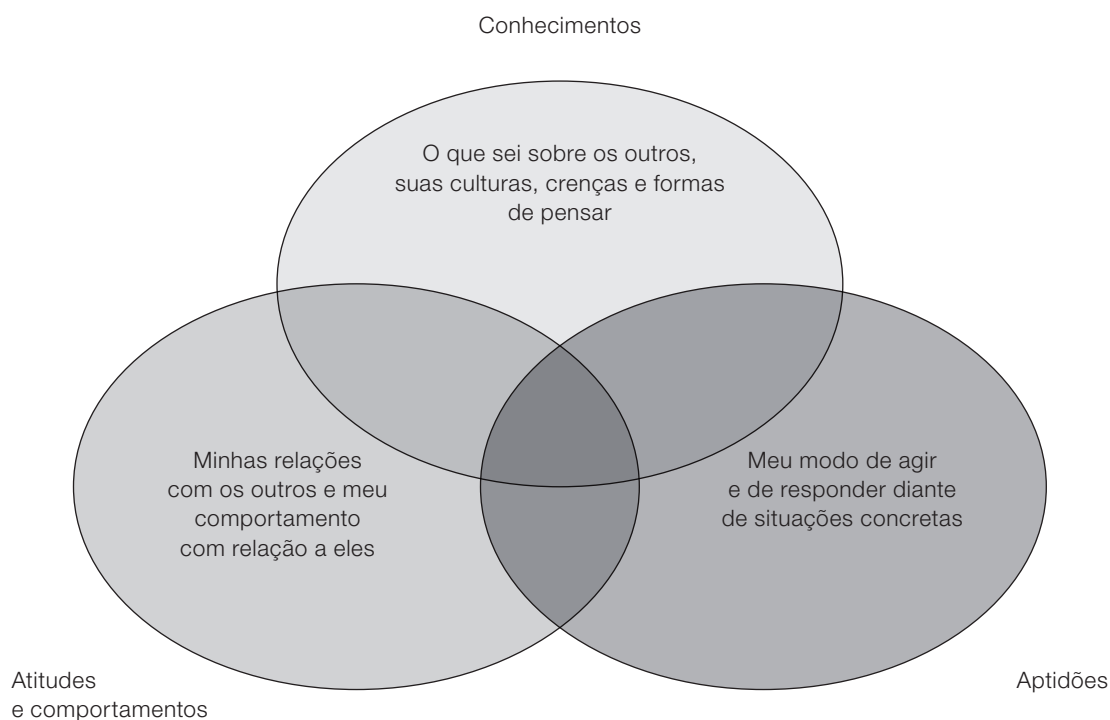 Conhecimentos
O que sei sobre os outros,
suas culturas, crenças e formas
de pensar
Minhas relações
com os outros e meu
comportamento
com relação a eles
Meu modo de agir
e de responder diante
de situações concretas
Atitudes
e comportamentos
Aptidões